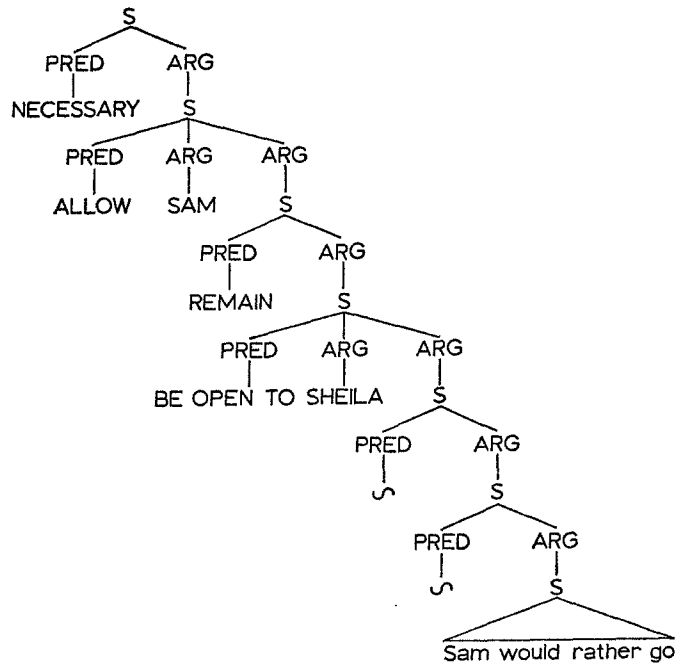 S
PRED ARG
NECESSARY S
PRED ARG ARG
ALLOW SAM S
PRED ARG
REMAIN S
PRED ARG ARG
BE OPEN TO SHEILA S
PRED ARG
∽ S
PRED ARG
∽ S
Sam would rather go